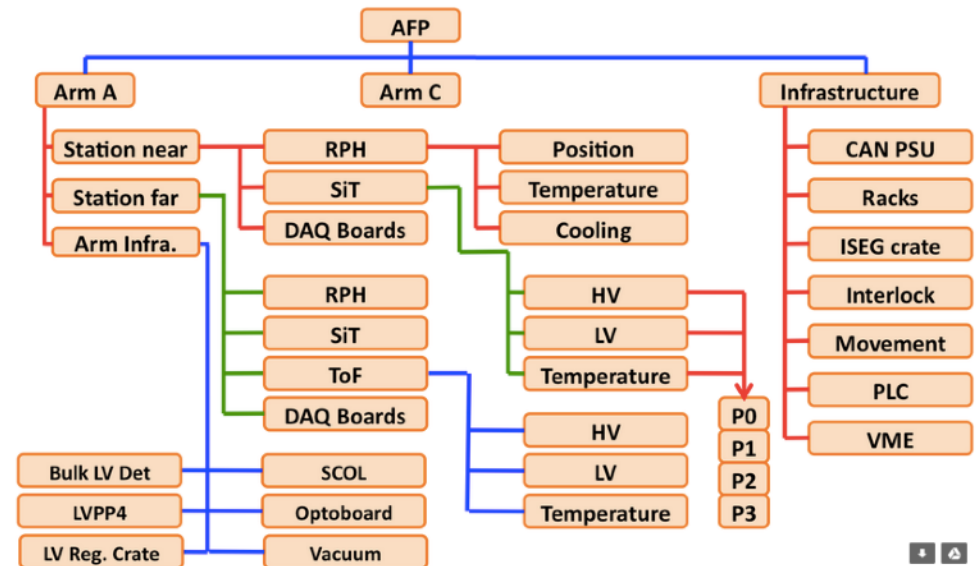 AFP
Arm A
Arm C
Infrastructure
Station near
RPH
Position
CAN PSU
Station far
SiT
Temperature
Racks
Arm Infra.
DAQ Boards
Cooling
ISEG crate
RPH
HV
Interlock
SiT
LV
Movement
ToF
Temperature
PLC
DAQ Boards
P0
HV
VME
P1
Bulk LV Det
SCOL
LV
P2
LVPP4
Optoboard
Temperature
P3
LV Reg. Crate
Vacuum